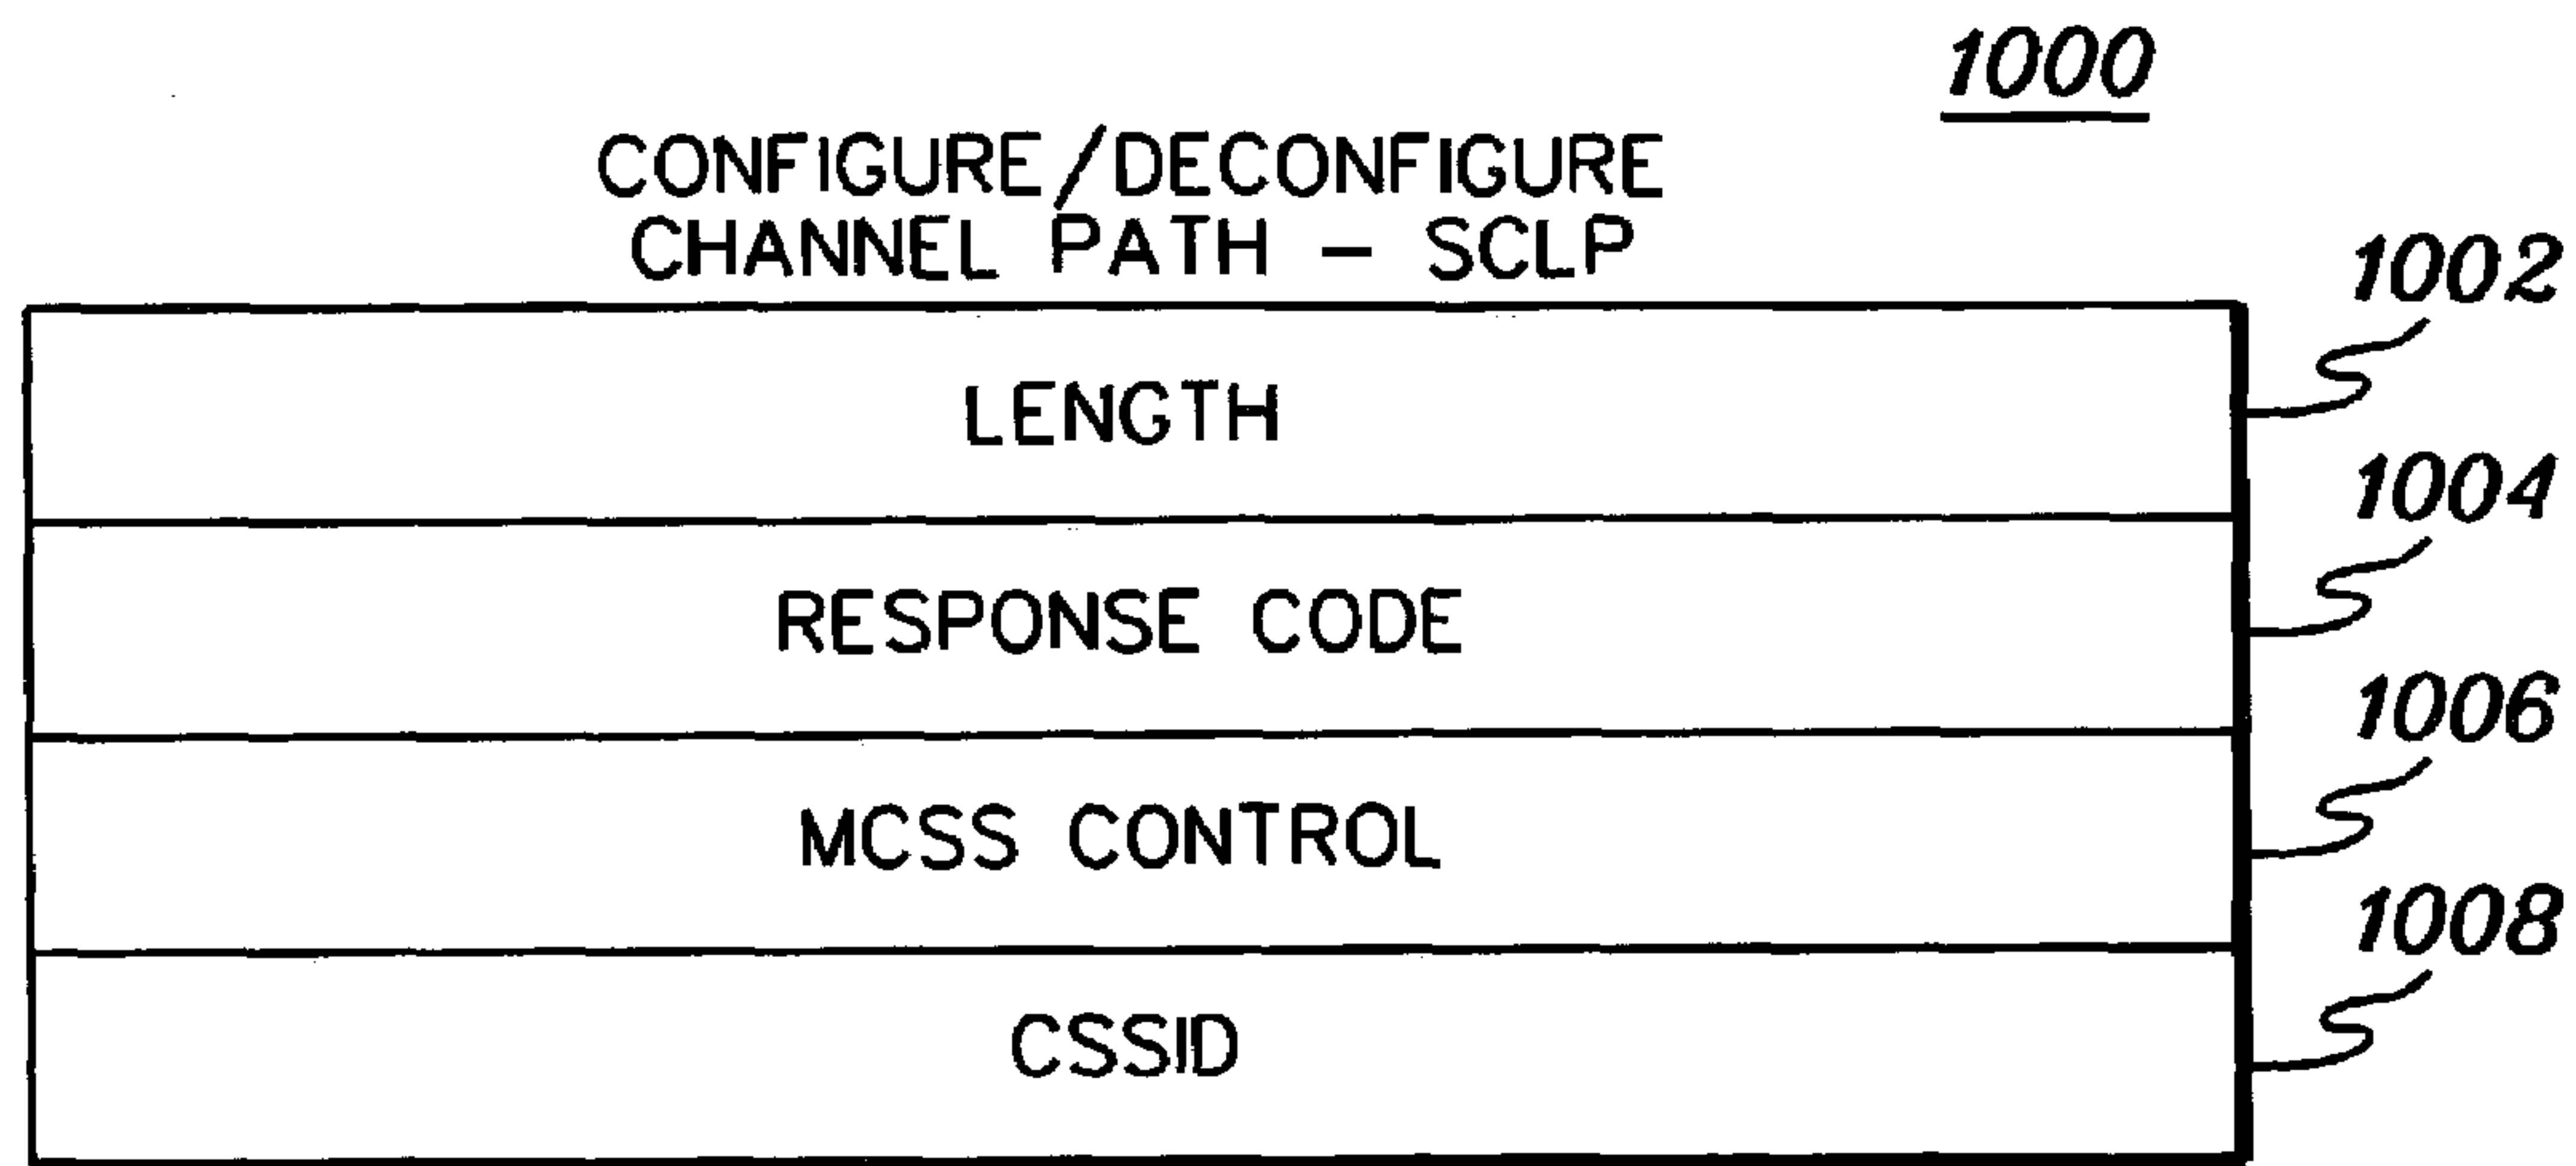 1000
CONFIGURE/DECONFIGURE
CHANNEL PATH – SCLP
1002
LENGTH
1004
RESPONSE CODE
1006
MCSS CONTROL
1008
CSSID